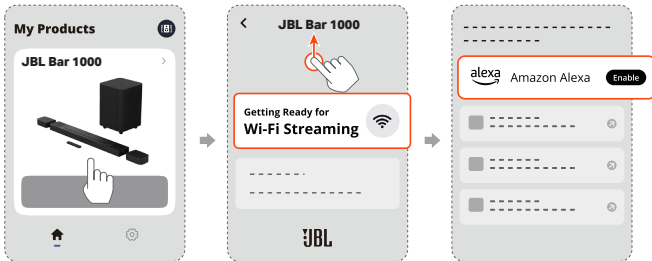 My Products
JBL Bar 1000
JBL Bar 1000
Getting Ready for
Wi-Fi Streaming
JBL
alexa
Amazon Alexa
Enable